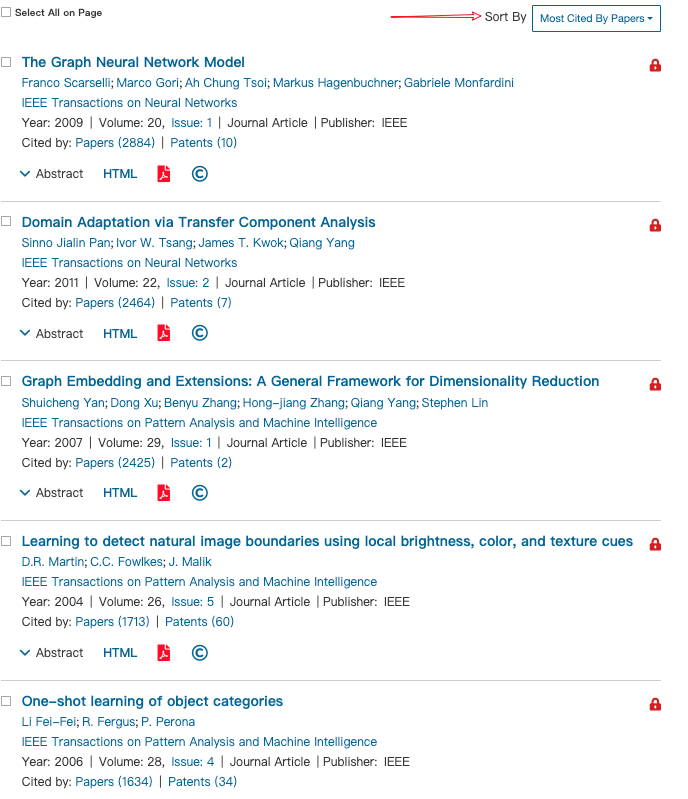 Select All on Page
Sort By Most Cited By Papers
The Graph Neural Network Model
Franco Scarselli; Marco Gori; Ah Chung Tsoi; Markus Hagenbuchner; Gabriele Monfardini
IEEE Transactions on Neural Networks
Year: 2009 | Volume: 20, Issue: 1 | Journal Article | Publisher: IEEE
Cited by: Papers (2884) | Patents (10)
Abstract HTML ©
Domain Adaptation via Transfer Component Analysis
Sinno Jialin Pan; Ivor W. Tsang; James T. Kwok; Qiang Yang
IEEE Transactions on Neural Networks
Year: 2011 | Volume: 22, Issue: 2 | Journal Article | Publisher: IEEE
Cited by: Papers (2464) | Patents (7)
Abstract HTML ©
Graph Embedding and Extensions: A General Framework for Dimensionality Reduction
Shuicheng Yan; Dong Xu; Benyu Zhang; Hong-jiang Zhang; Qiang Yang; Stephen Lin
IEEE Transactions on Pattern Analysis and Machine Intelligence
Year: 2007 | Volume: 29, Issue: 1 | Journal Article | Publisher: IEEE
Cited by: Papers (2425) | Patents (2)
Abstract HTML ©
Learning to detect natural image boundaries using local brightness, color, and texture cues
D.R. Martin; C.C. Fowlkes; J. Malik
IEEE Transactions on Pattern Analysis and Machine Intelligence
Year: 2004 | Volume: 26, Issue: 5 | Journal Article | Publisher: IEEE
Cited by: Papers (1713) | Patents (60)
Abstract HTML ©
One-shot learning of object categories
Li Fei-Fei; R. Fergus; P. Perona
IEEE Transactions on Pattern Analysis and Machine Intelligence
Year: 2006 | Volume: 28, Issue: 4 | Journal Article | Publisher: IEEE
Cited by: Papers (1634) | Patents (34)